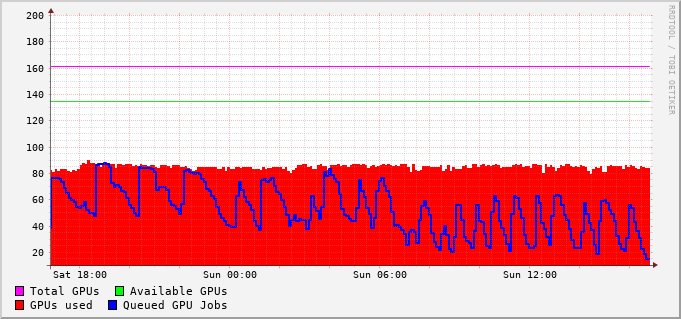 200
180
160
140
120
100
80
60
40
20
Sat 18:00 Sun 00:00 Sun 06:00 Sun 12:00
Total GPUs Available GPUs
GPUs used Queued GPU Jobs
RRDTOOL / TOBI OETIKER